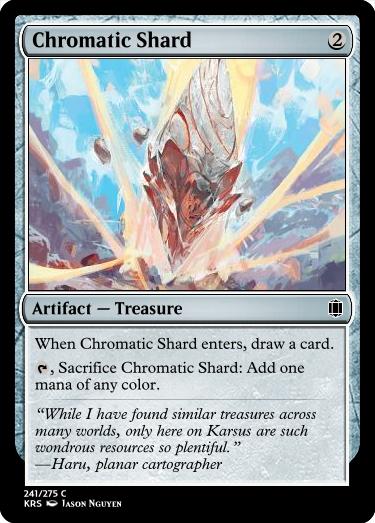 Chromatic Shard 2
Artifact — Treasure
When Chromatic Shard enters, draw a card.
, Sacrifice Chromatic Shard: Add one
mana of any color.
“While I have found similar treasures across
many worlds, only here on Karsus are such
wondrous resources so plentiful.”
—Haru, planar cartographer
241/275 C
KRS Jason Nguyen